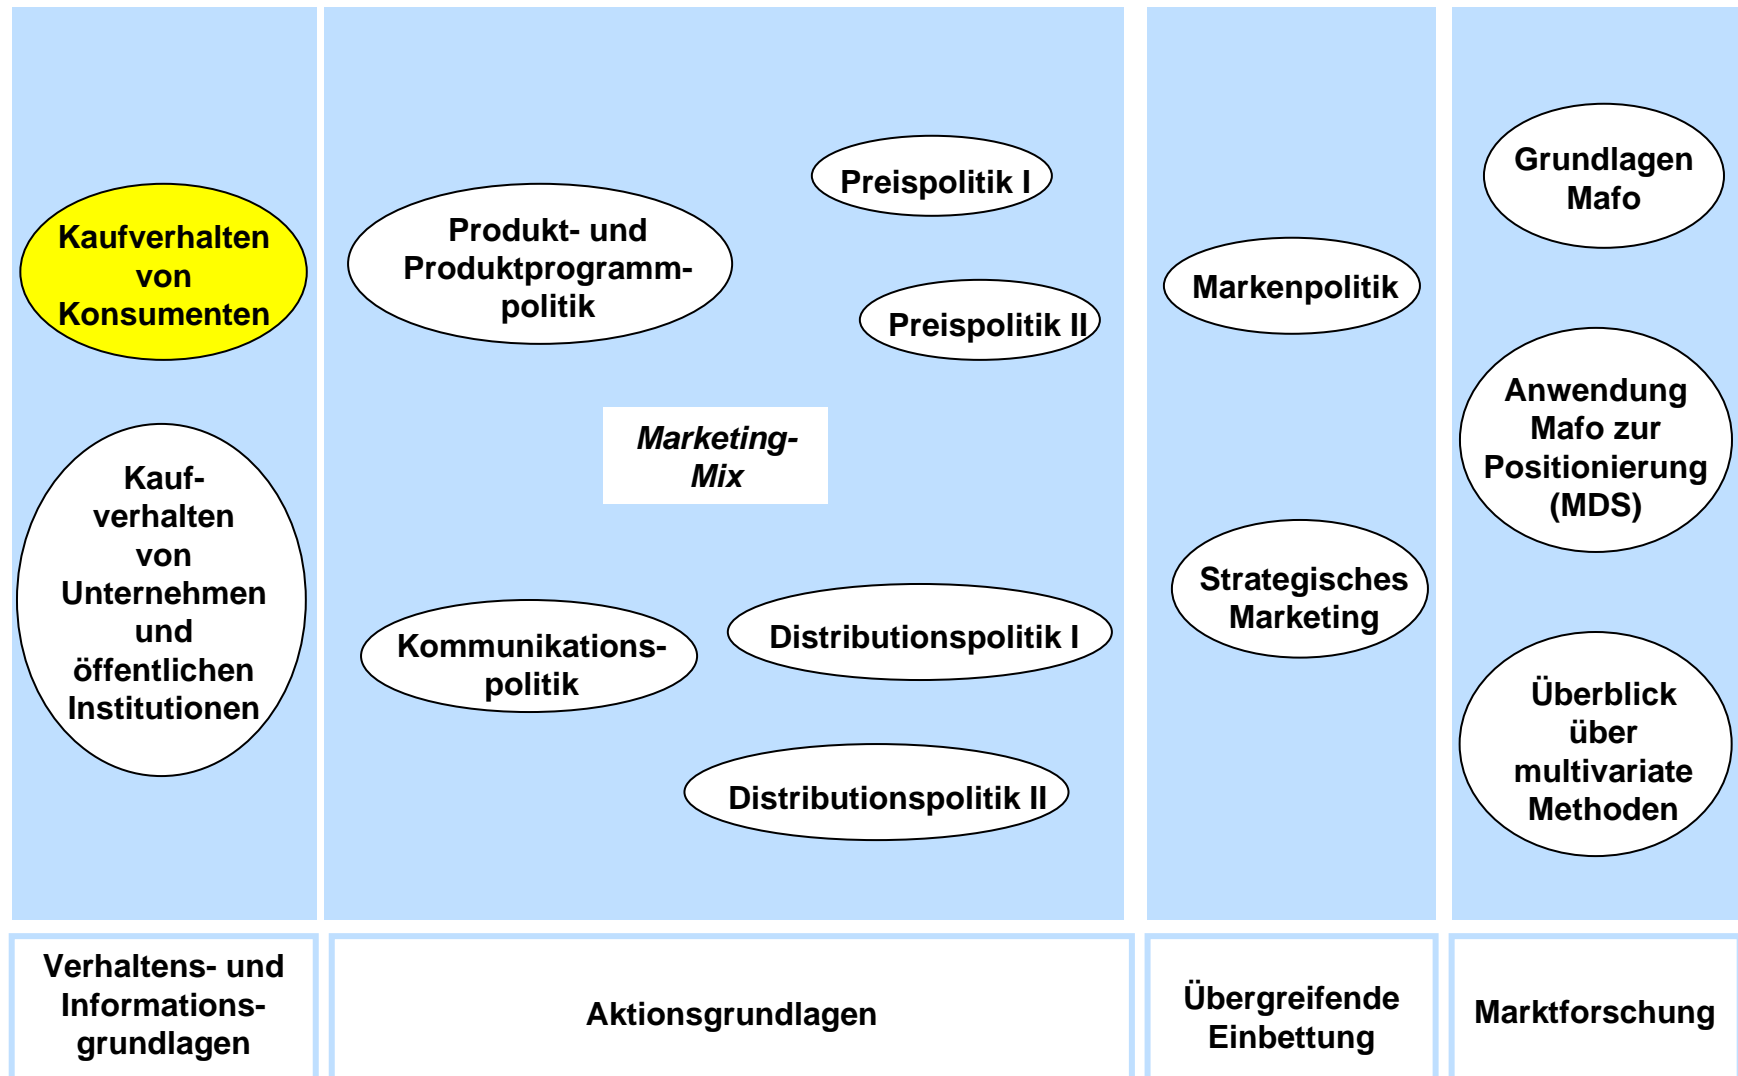 Kaufverhalten
von
Konsumenten
Kauf-
verhalten
von
Unternehmen
und
öffentlichen
Institutionen
Verhaltens- und
Informations-
grundlagen
Produkt- und
Produktprogramm-
politik
Preispolitik I
Preispolitik II
Marketing-
Mix
Kommunikations-
politik
Distributionspolitik I
Distributionspolitik II
Aktionsgrundlagen
Markenpolitik
Strategisches
Marketing
Übergreifende
Einbettung
Grundlagen
Mafo
Anwendung
Mafo zur
Positionierung
(MDS)
Überblick
über
multivariate
Methoden
Marktforschung